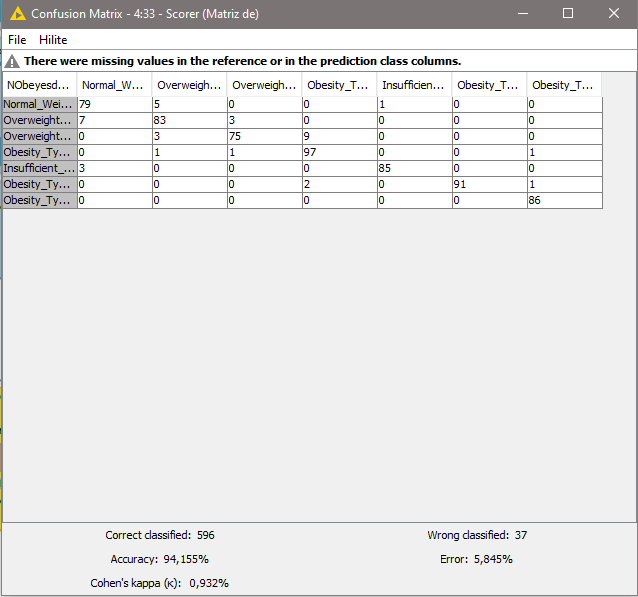 Confusion Matrix - 4:33 - Scorer (Matriz de)
File Hilite
There were missing values in the reference or in the prediction class columns.
NObeyesd... Normal_W... Overweigh... Overweigh... Obesity_T... Insufficien... Obesity_T... Obesity_T...
Normal_Wei... 79 5 0 0 1 0 0
Overweight... 7 83 3 0 0 0 0
Overweight... 0 3 75 9 0 0 0
Obesity_Ty... 0 1 1 97 0 0 1
Insufficient_... 3 0 0 0 85 0 0
Obesity_Ty... 0 0 0 2 0 91 1
Obesity_Ty... 0 0 0 0 0 0 86
Correct classified: 596 Wrong classified: 37
Accuracy: 94,155% Error: 5,845%
Cohen's kappa (κ): 0,932%